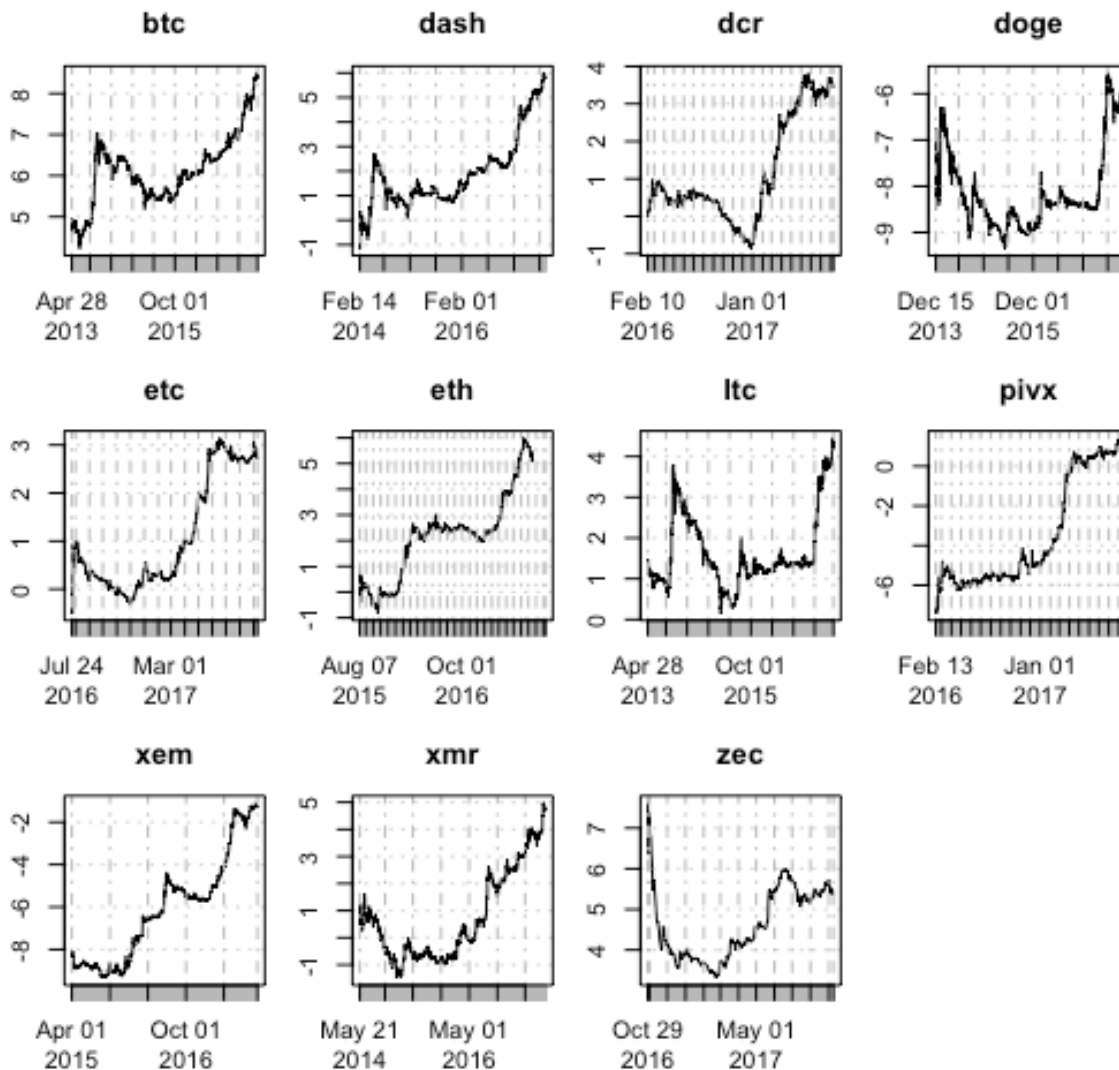 btc
8
7
6
5
Apr 28
2013
Oct 01
2015
dash
5
3
1
-1
Feb 14
2014
Feb 01
2016
dcr
4
3
2
1
-1
Feb 10
2016
Jan 01
2017
doge
-6
-8
-9
Dec 15
2013
Dec 01
2015
etc
3
2
1
0
Jul 24
2016
Mar 01
2017
eth
5
3
1
-1
Aug 07
2015
Oct 01
2016
ltc
4
3
2
1
0
Apr 28
2013
Oct 01
2015
pivx
0
-2
-6
Feb 13
2016
Jan 01
2017
xem
-2
-4
-6
-8
Apr 01
2015
Oct 01
2016
xmr
5
3
1
-1
May 21
2014
May 01
2016
zec
7
6
5
4
Oct 29
2016
May 01
2017